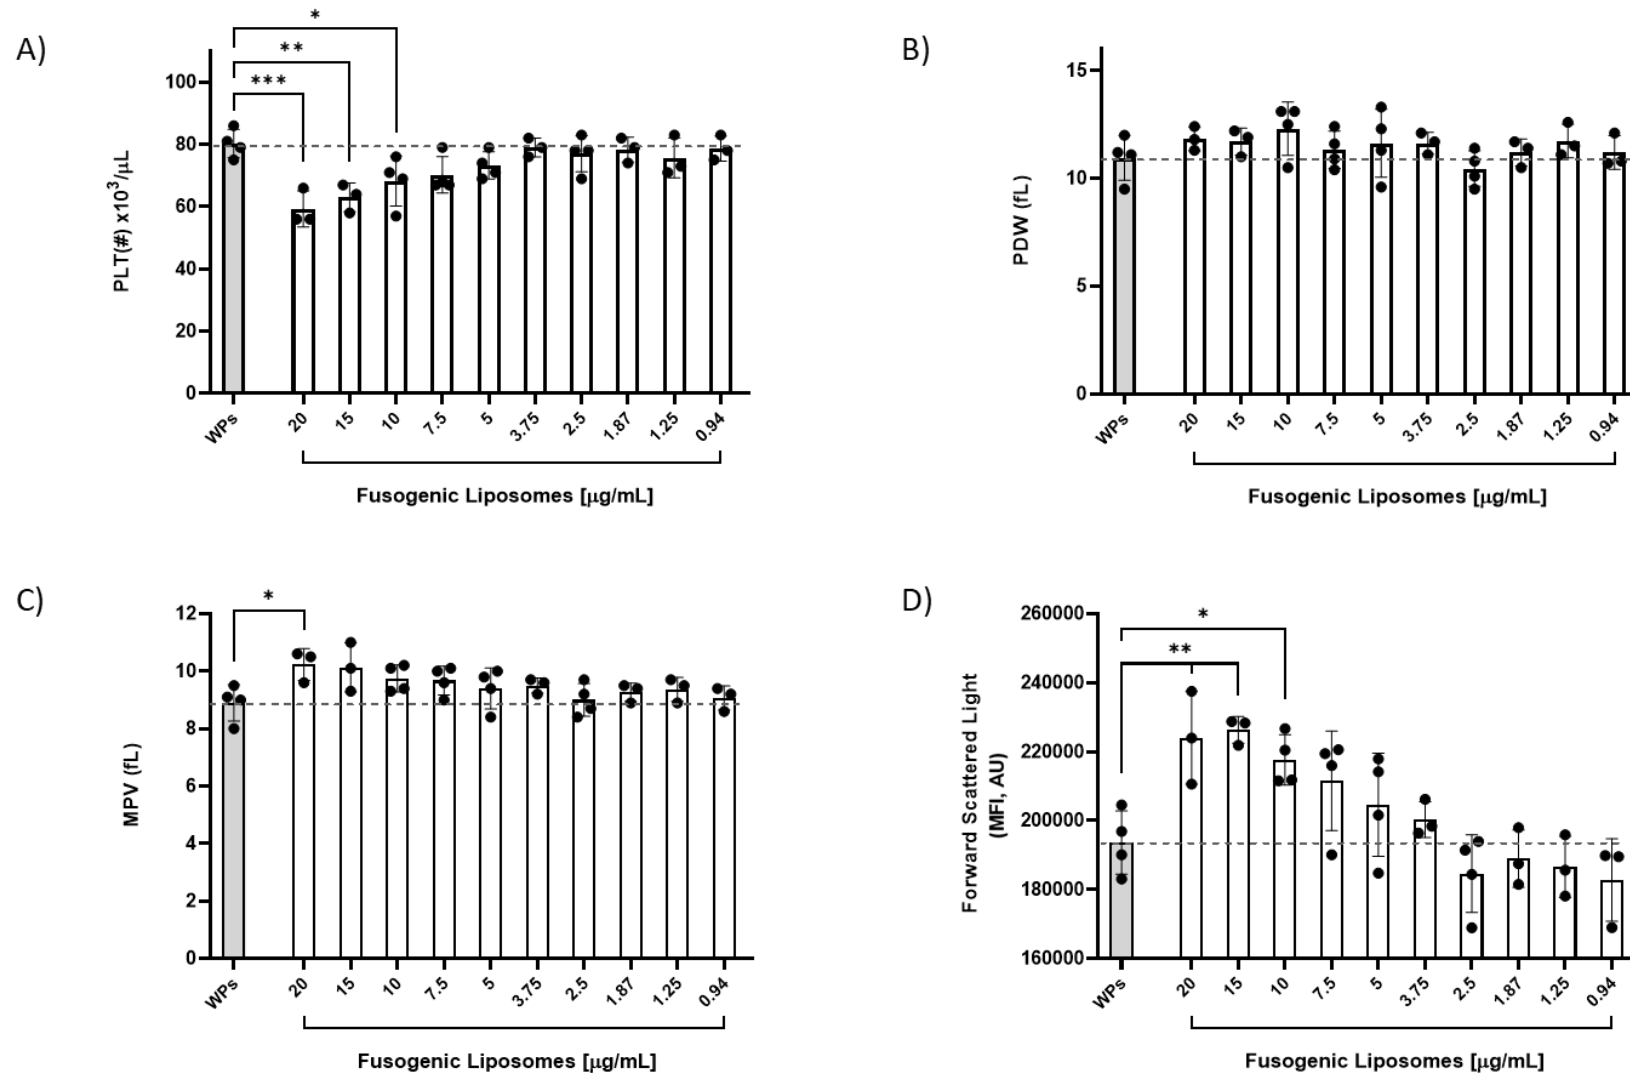 A)
*
**
***
PLT(#) x10³/µL
100
80
60
40
20
0
WPs 20 15 10 7.5 5 3.75 2.5 1.87 1.25 0.94
Fusogenic Liposomes [µg/mL]
B)
PDW (fL)
15
10
5
0
WPs 20 15 10 7.5 5 3.75 2.5 1.87 1.25 0.94
Fusogenic Liposomes [µg/mL]
C)
*
MPV (fL)
12
10
8
6
4
2
0
WPs 20 15 10 7.5 5 3.75 2.5 1.87 1.25 0.94
Fusogenic Liposomes [µg/mL]
D)
*
**
Forward Scattered Light
(MFI, AU)
260000
240000
220000
200000
180000
160000
WPs 20 15 10 7.5 5 3.75 2.5 1.87 1.25 0.94
Fusogenic Liposomes [µg/mL]